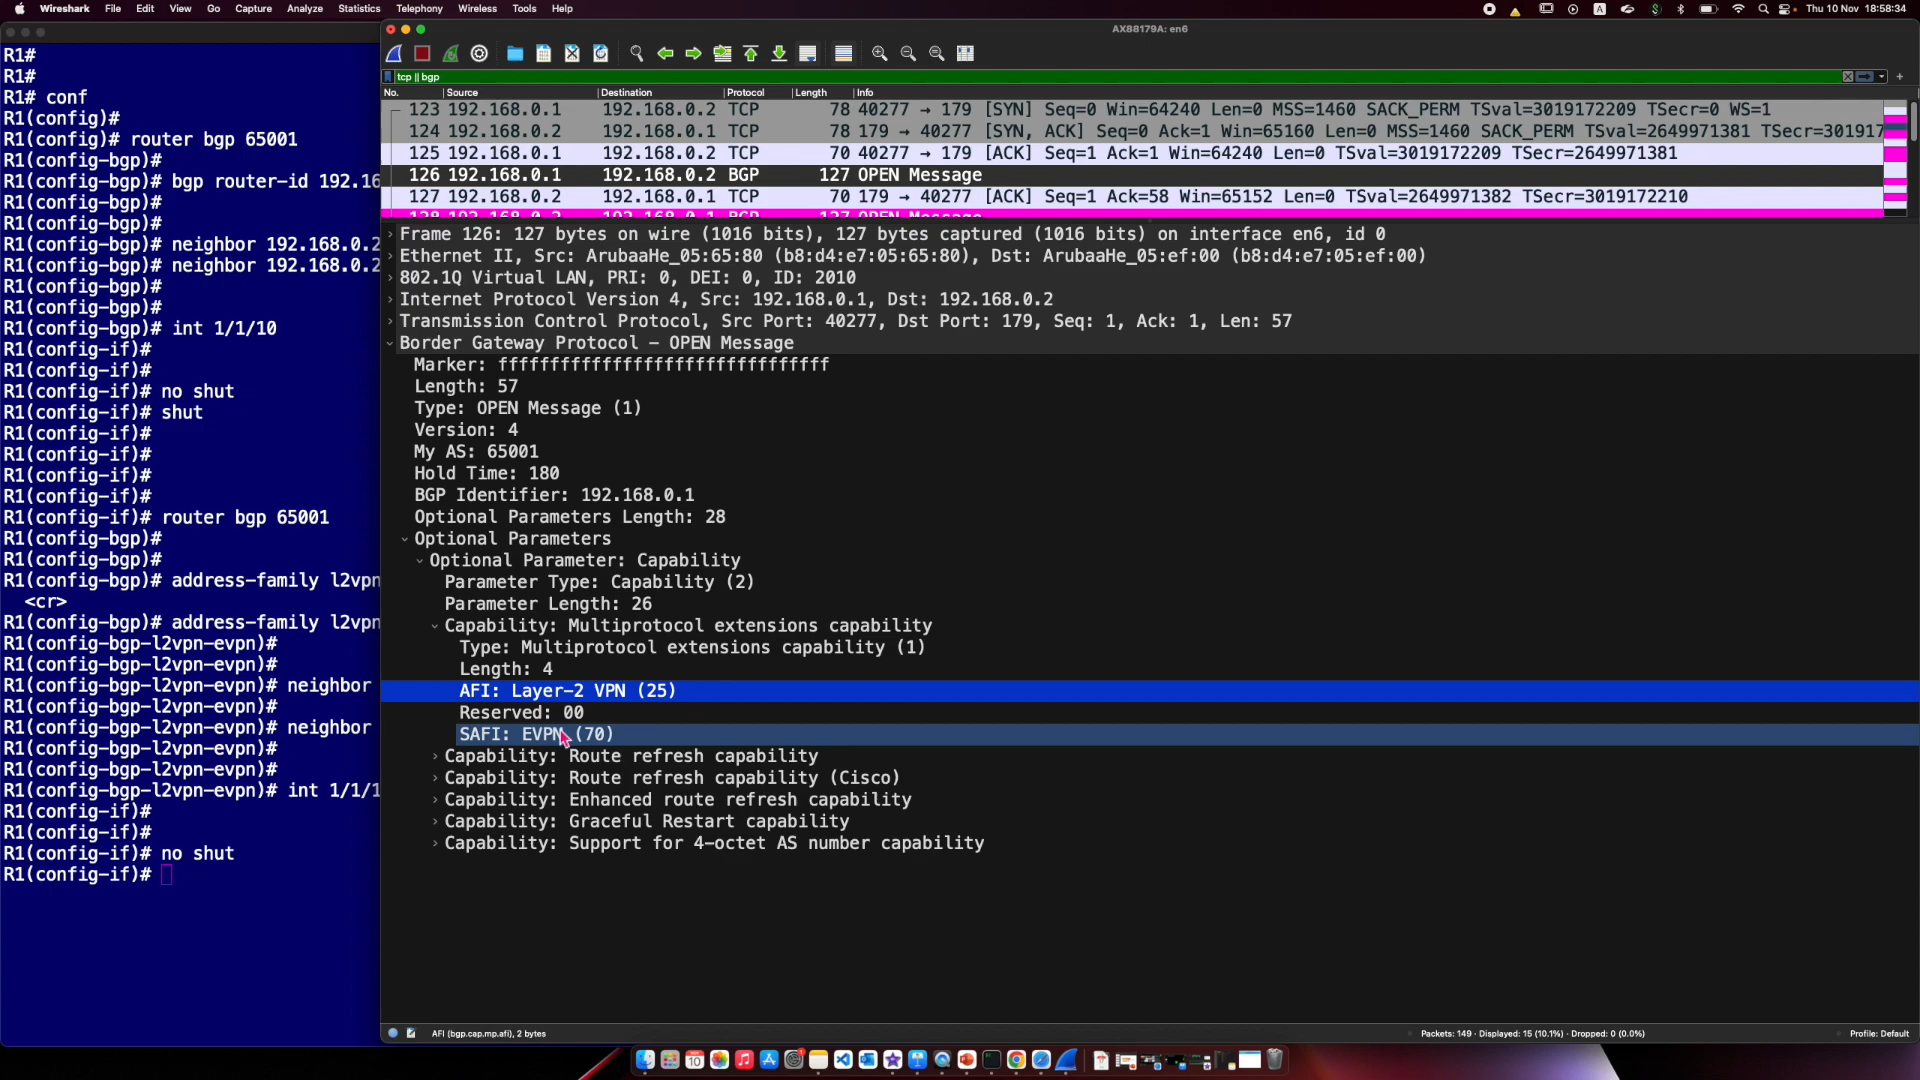 Wireshark File Edit View Go Capture Analyze Statistics Telephony Wireless Tools Help
Thu 10 Nov 18:58:34
R1#
R1#
R1# conf
R1(config)#
R1(config)# router bgp 65001
R1(config-bgp)#
R1(config-bgp)# bgp router-id 192.16
R1(config-bgp)#
R1(config-bgp)#
R1(config-bgp)# neighbor 192.168.0.2
R1(config-bgp)# neighbor 192.168.0.2
R1(config-bgp)#
R1(config-bgp)#
R1(config-bgp)# int 1/1/10
R1(config-if)#
R1(config-if)#
R1(config-if)# no shut
R1(config-if)# shut
R1(config-if)#
R1(config-if)#
R1(config-if)#
R1(config-if)#
R1(config-if)# router bgp 65001
R1(config-bgp)#
R1(config-bgp)#
R1(config-bgp)# address-family l2vpn
<cr>
R1(config-bgp)# address-family l2vpn
R1(config-bgp-l2vpn-evpn)#
R1(config-bgp-l2vpn-evpn)#
R1(config-bgp-l2vpn-evpn)# neighbor
R1(config-bgp-l2vpn-evpn)#
R1(config-bgp-l2vpn-evpn)# neighbor
R1(config-bgp-l2vpn-evpn)#
R1(config-bgp-l2vpn-evpn)#
R1(config-bgp-l2vpn-evpn)# int 1/1/1
R1(config-if)#
R1(config-if)#
R1(config-if)# no shut
R1(config-if)#
AX88179A: en6
tcp || bgp
No. Source Destination Protocol Length Info
123 192.168.0.1 192.168.0.2 TCP 78 40277 → 179 [SYN] Seq=0 Win=64240 Len=0 MSS=1460 SACK_PERM TSval=3019172209 TSecr=0 WS=1
124 192.168.0.2 192.168.0.1 TCP 78 179 → 40277 [SYN, ACK] Seq=0 Ack=1 Win=65160 Len=0 MSS=1460 SACK_PERM TSval=2649971381 TSecr=30191​7
125 192.168.0.1 192.168.0.2 TCP 70 40277 → 179 [ACK] Seq=1 Ack=1 Win=64240 Len=0 TSval=3019172209 TSecr=2649971381
126 192.168.0.1 192.168.0.2 BGP 127 OPEN Message
127 192.168.0.2 192.168.0.1 TCP 70 179 → 40277 [ACK] Seq=1 Ack=58 Win=65152 Len=0 TSval=2649971382 TSecr=3019172210
128 192.168.0.2 192.168.0.1 BGP 127 OPEN Message
Frame 126: 127 bytes on wire (1016 bits), 127 bytes captured (1016 bits) on interface en6, id 0
Ethernet II, Src: ArubaaHe_05:65:80 (b8:d4:e7:05:65:80), Dst: ArubaaHe_05:ef:00 (b8:d4:e7:05:ef:00)
802.1Q Virtual LAN, PRI: 0, DEI: 0, ID: 2010
Internet Protocol Version 4, Src: 192.168.0.1, Dst: 192.168.0.2
Transmission Control Protocol, Src Port: 40277, Dst Port: 179, Seq: 1, Ack: 1, Len: 57
Border Gateway Protocol – OPEN Message
Marker: ffffffffffffffffffffffffffffffff
Length: 57
Type: OPEN Message (1)
Version: 4
My AS: 65001
Hold Time: 180
BGP Identifier: 192.168.0.1
Optional Parameters Length: 28
Optional Parameters
Optional Parameter: Capability
Parameter Type: Capability (2)
Parameter Length: 26
Capability: Multiprotocol extensions capability
Type: Multiprotocol extensions capability (1)
Length: 4
AFI: Layer–2 VPN (25)
Reserved: 00
SAFI: EVPN (70)
Capability: Route refresh capability
Capability: Route refresh capability (Cisco)
Capability: Enhanced route refresh capability
Capability: Graceful Restart capability
Capability: Support for 4-octet AS number capability
AFI (bgp.cap.mp.afi), 2 bytes
Packets: 149 · Displayed: 15 (10.1%) · Dropped: 0 (0.0%)
Profile: Default